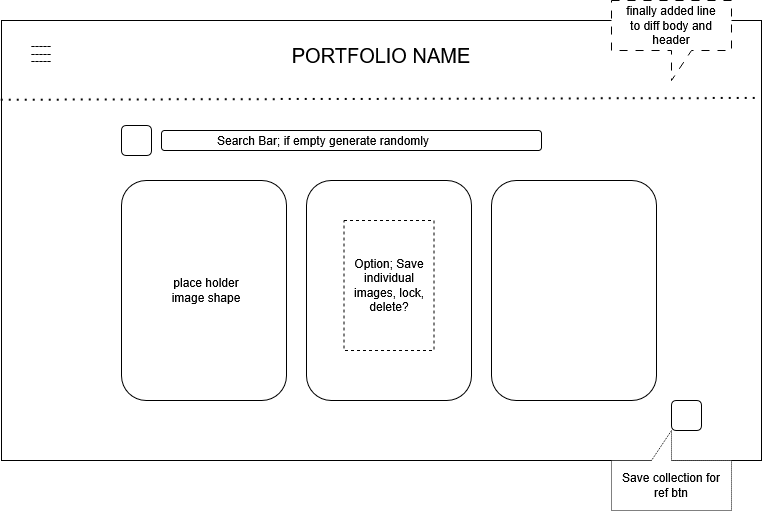 finally added line
to diff body and
header
PORTFOLIO NAME
Search Bar; if empty generate randomly
place holder
image shape
Option; Save
individual
images, lock,
delete?
Save collection for
ref btn